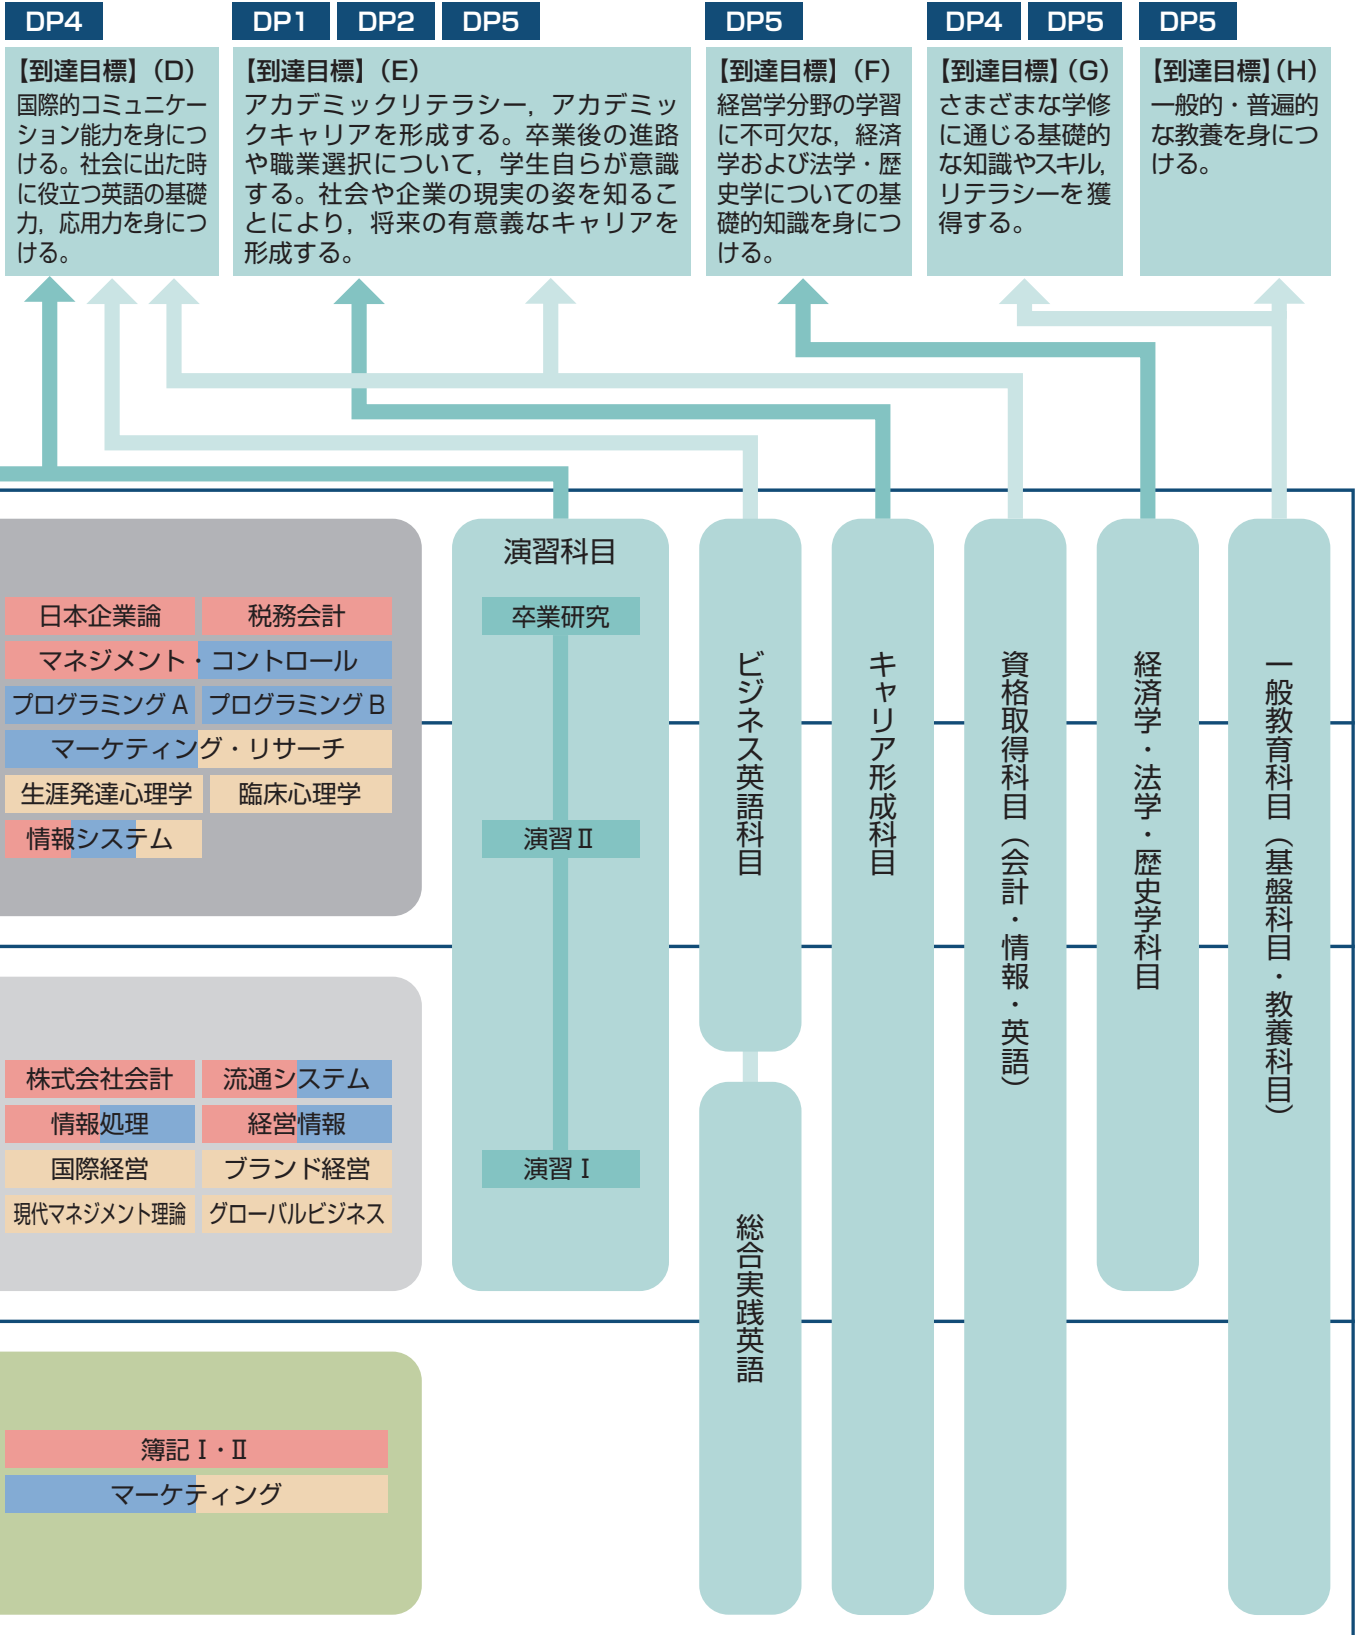 DP4
DP1 DP2 DP5
DP5
DP4 DP5
DP5
【到達目標】(D)
国際的コミュニケー
ション能力を身につ
ける。社会に出た時
に役立つ英語の基礎
力，応用力を身につ
ける。
【到達目標】(E)
アカデミックリテラシー，アカデミッ
クキャリアを形成する。卒業後の進路
や職業選択について，学生自らが意識
する。社会や企業の現実の姿を知るこ
とにより，将来の有意義なキャリアを
形成する。
【到達目標】(F)
経営学分野の学習
に不可欠な，経済
学および法学・歴
史学についての基
礎的知識を身につ
ける。
【到達目標】(G)
さまざまな学修
に通じる基礎的
な知識やスキル，
リテラシーを獲
得する。
【到達目標】(H)
一般的・普遍的
な教養を身につ
ける。
日本企業論
税務会計
マネジメント・コントロール
プログラミングA
プログラミングB
マーケティング・リサーチ
生涯発達心理学
臨床心理学
情報システム
株式会社会計
流通システム
情報処理
経営情報
国際経営
ブランド経営
現代マネジメント理論
グローバルビジネス
簿記Ⅰ・Ⅱ
マーケティング
演習科目
卒業研究
演習Ⅱ
演習Ⅰ
ビジネス英語科目
総合実践英語
キャリア形成科目
資格取得科目（会計・情報・英語）
経済学・法学・歴史学科目
一般教育科目（基盤科目・教養科目）